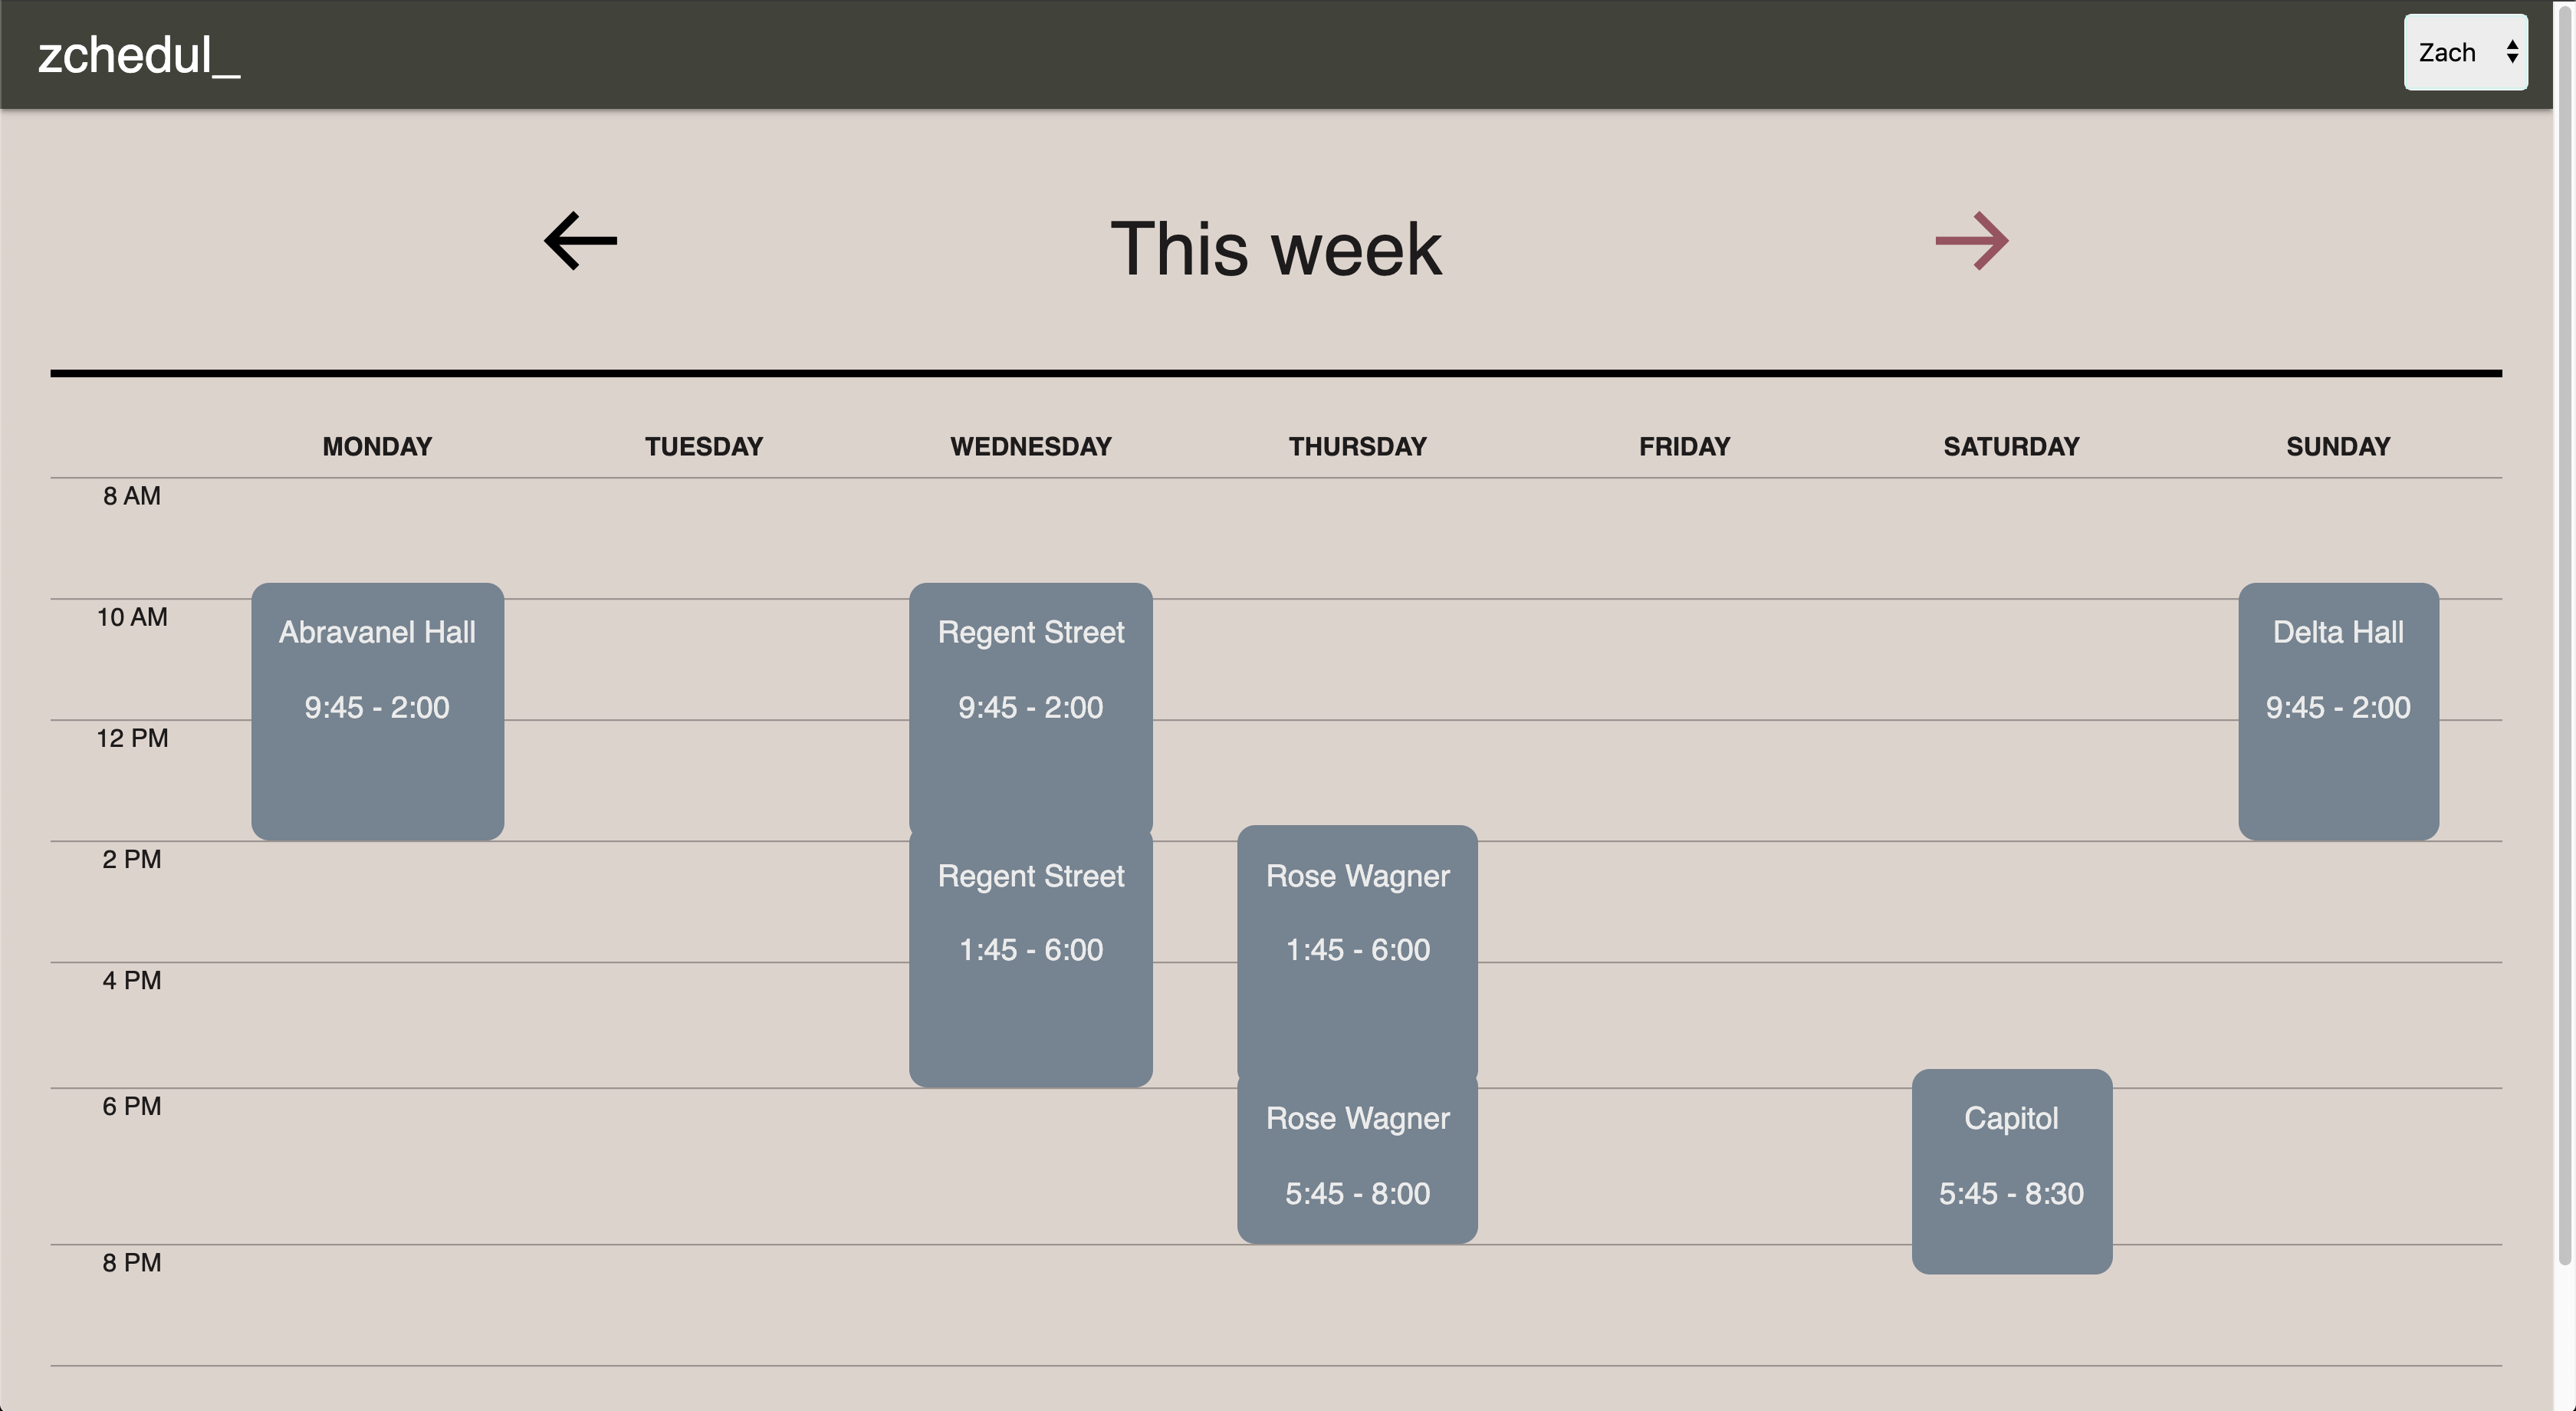 zchedul_
Zach
This week
MONDAY TUESDAY WEDNESDAY THURSDAY FRIDAY SATURDAY SUNDAY
8 AM
10 AM
Abravanel Hall
9:45 - 2:00
Regent Street
9:45 - 2:00
Delta Hall
9:45 - 2:00
12 PM
2 PM
Regent Street
1:45 - 6:00
Rose Wagner
1:45 - 6:00
4 PM
6 PM
Rose Wagner
5:45 - 8:00
Capitol
5:45 - 8:30
8 PM